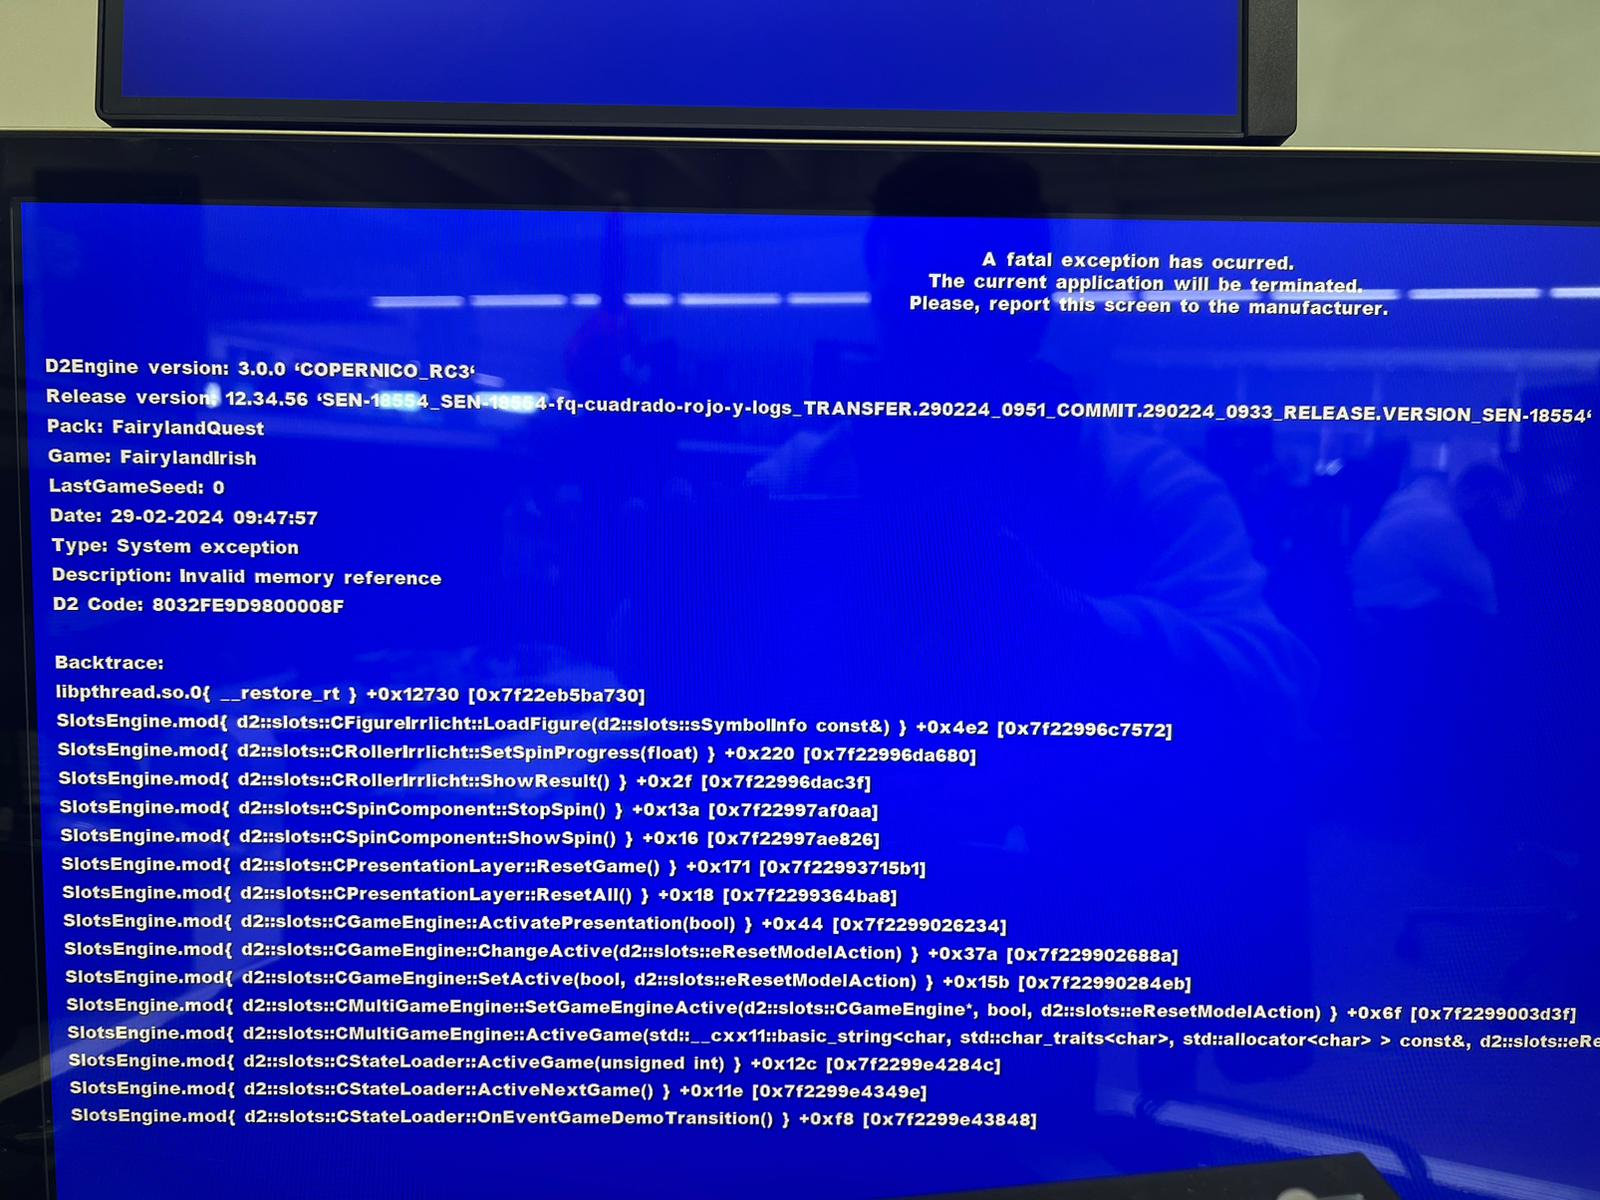 A fatal exception has ocurred.
The current application will be terminated.
Please, report this screen to the manufacturer.
D2Engine version: 3.0.0 ‘COPERNICO_RC3‘
Release version: 12.34.56 ‘SEN-18554_SEN-18554-fq-cuadrado-rojo-y-logs_TRANSFER.290224_0951_COMMIT.290224_0933_RELEASE.VERSION_SEN-18554‘
Pack: FairylandQuest
Game: FairylandIrish
LastGameSeed: 0
Date: 29-02-2024 09:47:57
Type: System exception
Description: Invalid memory reference
D2 Code: 8032FE9D9800008F
Backtrace:
libpthread.so.0{ __restore_rt } +0x12730 [0x7f22eb5ba730]
SlotsEngine.mod{ d2::slots::CFigureIrrlicht::LoadFigure(d2::slots::sSymbolInfo const&) } +0x4e2 [0x7f22996c7572]
SlotsEngine.mod{ d2::slots::CRollerIrrlicht::SetSpinProgress(float) } +0x220 [0x7f22996da680]
SlotsEngine.mod{ d2::slots::CRollerIrrlicht::ShowResult() } +0x2f [0x7f22996dac3f]
SlotsEngine.mod{ d2::slots::CSpinComponent::StopSpin() } +0x13a [0x7f22997af0aa]
SlotsEngine.mod{ d2::slots::CSpinComponent::ShowSpin() } +0x16 [0x7f22997ae826]
SlotsEngine.mod{ d2::slots::CPresentationLayer::ResetGame() } +0x171 [0x7f22993715b1]
SlotsEngine.mod{ d2::slots::CPresentationLayer::ResetAll() } +0x18 [0x7f2299364ba8]
SlotsEngine.mod{ d2::slots::CGameEngine::ActivatePresentation(bool) } +0x44 [0x7f2299026234]
SlotsEngine.mod{ d2::slots::CGameEngine::ChangeActive(d2::slots::eResetModelAction) } +0x37a [0x7f229902688a]
SlotsEngine.mod{ d2::slots::CGameEngine::SetActive(bool, d2::slots::eResetModelAction) } +0x15b [0x7f22990284eb]
SlotsEngine.mod{ d2::slots::CMultiGameEngine::SetGameEngineActive(d2::slots::CGameEngine*, bool, d2::slots::eResetModelAction) } +0x6f [0x7f2299003d3f]
SlotsEngine.mod{ d2::slots::CMultiGameEngine::ActiveGame(std::__cxx11::basic_string<char, std::char_traits<char>, std::allocator<char> > const&, d2::slots::eRe
SlotsEngine.mod{ d2::slots::CStateLoader::ActiveGame(unsigned int) } +0x12c [0x7f2299e4284c]
SlotsEngine.mod{ d2::slots::CStateLoader::ActiveNextGame() } +0x11e [0x7f2299e4349e]
SlotsEngine.mod{ d2::slots::CStateLoader::OnEventGameDemoTransition() } +0xf8 [0x7f2299e43848]